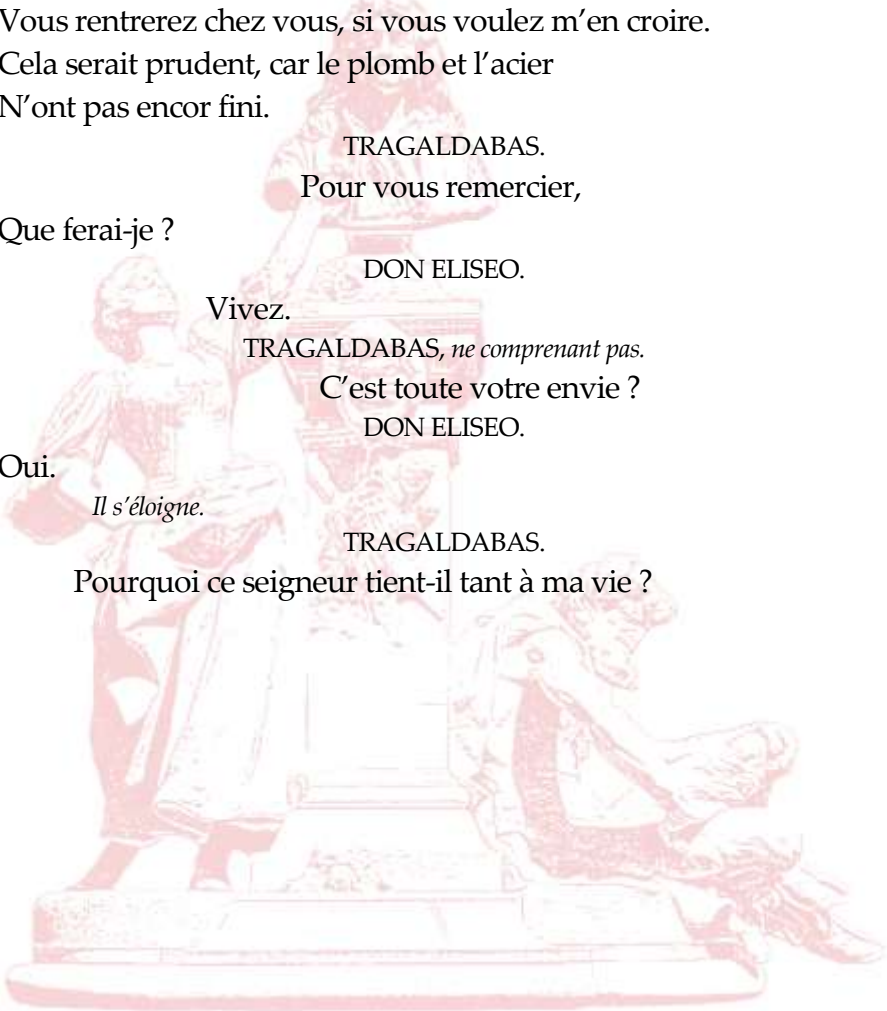 Vous rentrerez chez vous, si vous voulez m’en croire.
Cela serait prudent, car le plomb et l’acier
N’ont pas encor fini.
TRAGALDABAS.
Pour vous remercier,
Que ferai-je ?
DON ELISEO.
Vivez.
TRAGALDABAS, ne comprenant pas.
C’est toute votre envie ?
DON ELISEO.
Oui.
Il s’éloigne.
TRAGALDABAS.
Pourquoi ce seigneur tient-il tant à ma vie ?